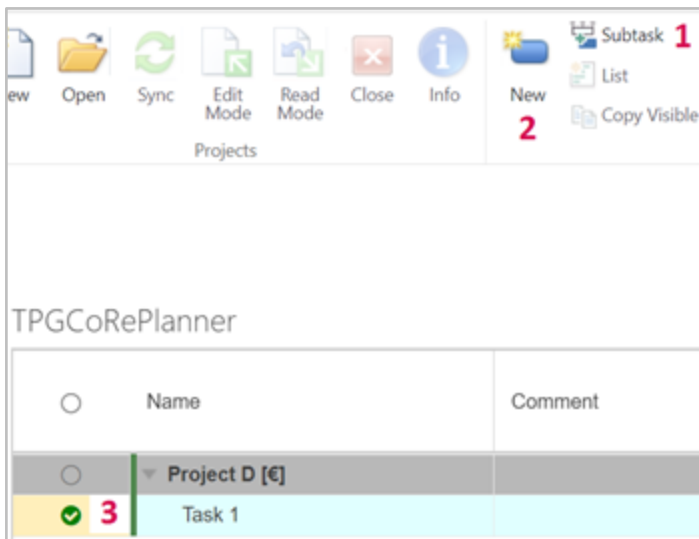 Subtask 1
ew Open Sync Edit Mode Read Mode Close Info New List
2 Copy Visible
Projects
TPGCoRePlanner
Name Comment
Project D [€]
3 Task 1